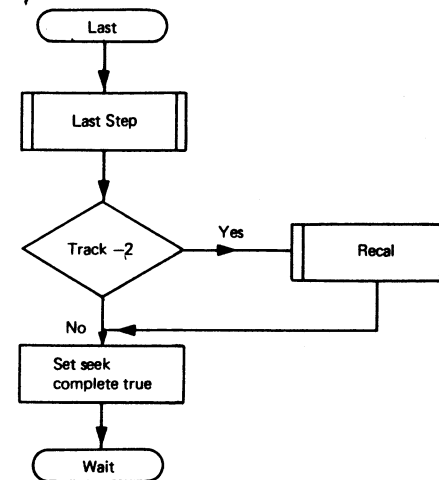 Last
Last Step
Track −2
Yes
Recal
No
Set seek
complete true
Wait